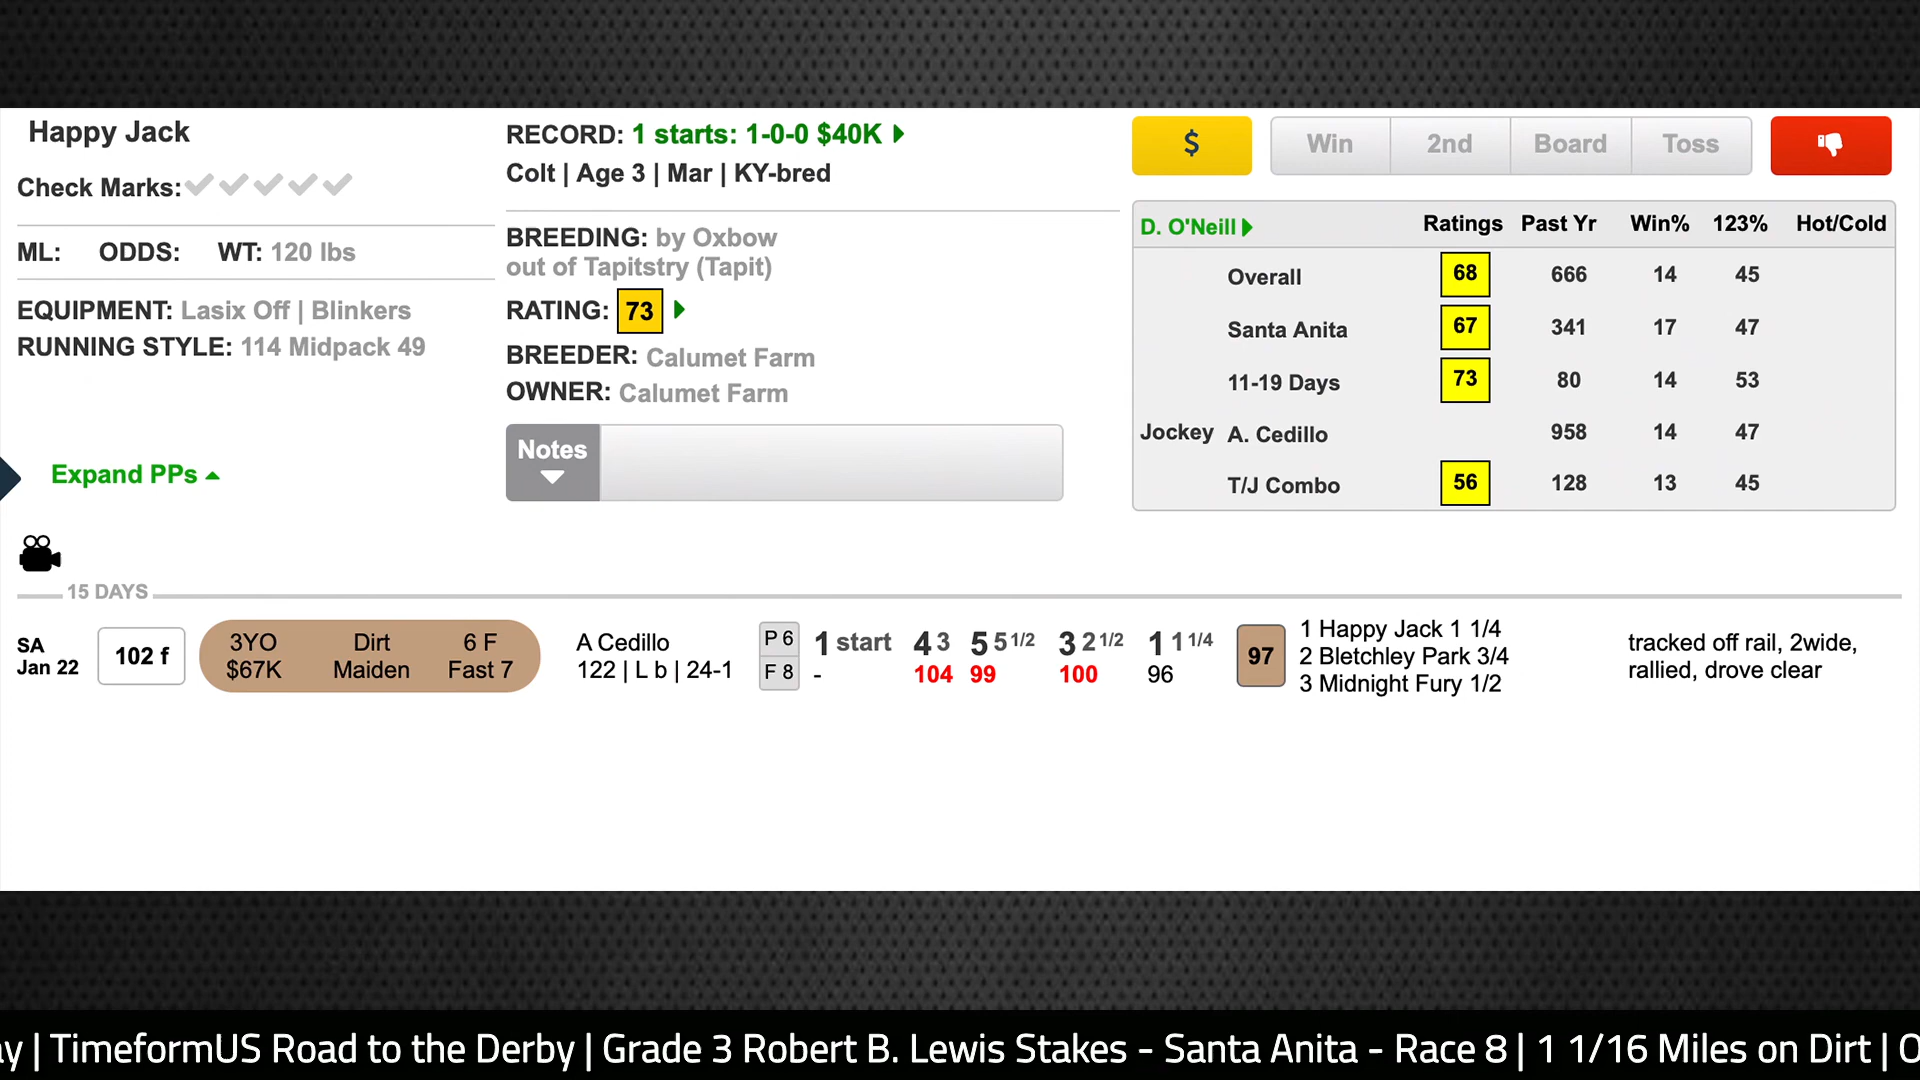 Happy Jack
Check Marks:
ML: ODDS: WT: 120 lbs
EQUIPMENT: Lasix Off | Blinkers
RUNNING STYLE: 114 Midpack 49
Expand PPs
RECORD: 1 starts: 1-0-0 $40K
Colt | Age 3 | Mar | KY-bred
BREEDING: by Oxbow
out of Tapitstry (Tapit)
RATING: 73
BREEDER: Calumet Farm
OWNER: Calumet Farm
Notes
$ Win 2nd Board Toss
D. O'Neill Ratings Past Yr Win% 123% Hot/Cold
Overall 68 666 14 45
Santa Anita 67 341 17 47
11-19 Days 73 80 14 53
Jockey A. Cedillo 958 14 47
T/J Combo 56 128 13 45
15 DAYS
SA
Jan 22
102 f
3YO Dirt 6 F
$67K Maiden Fast 7
A Cedillo
122 | L b | 24-1
P 6
F 8
1 start 4 3 5 5 1/2 3 2 1/2 1 1 1/4
- 104 99 100 96
97
1 Happy Jack 1 1/4
2 Bletchley Park 3/4
3 Midnight Fury 1/2
tracked off rail, 2wide,
rallied, drove clear
ay | TimeformUS Road to the Derby | Grade 3 Robert B. Lewis Stakes - Santa Anita - Race 8 | 1 1/16 Miles on Dirt | O